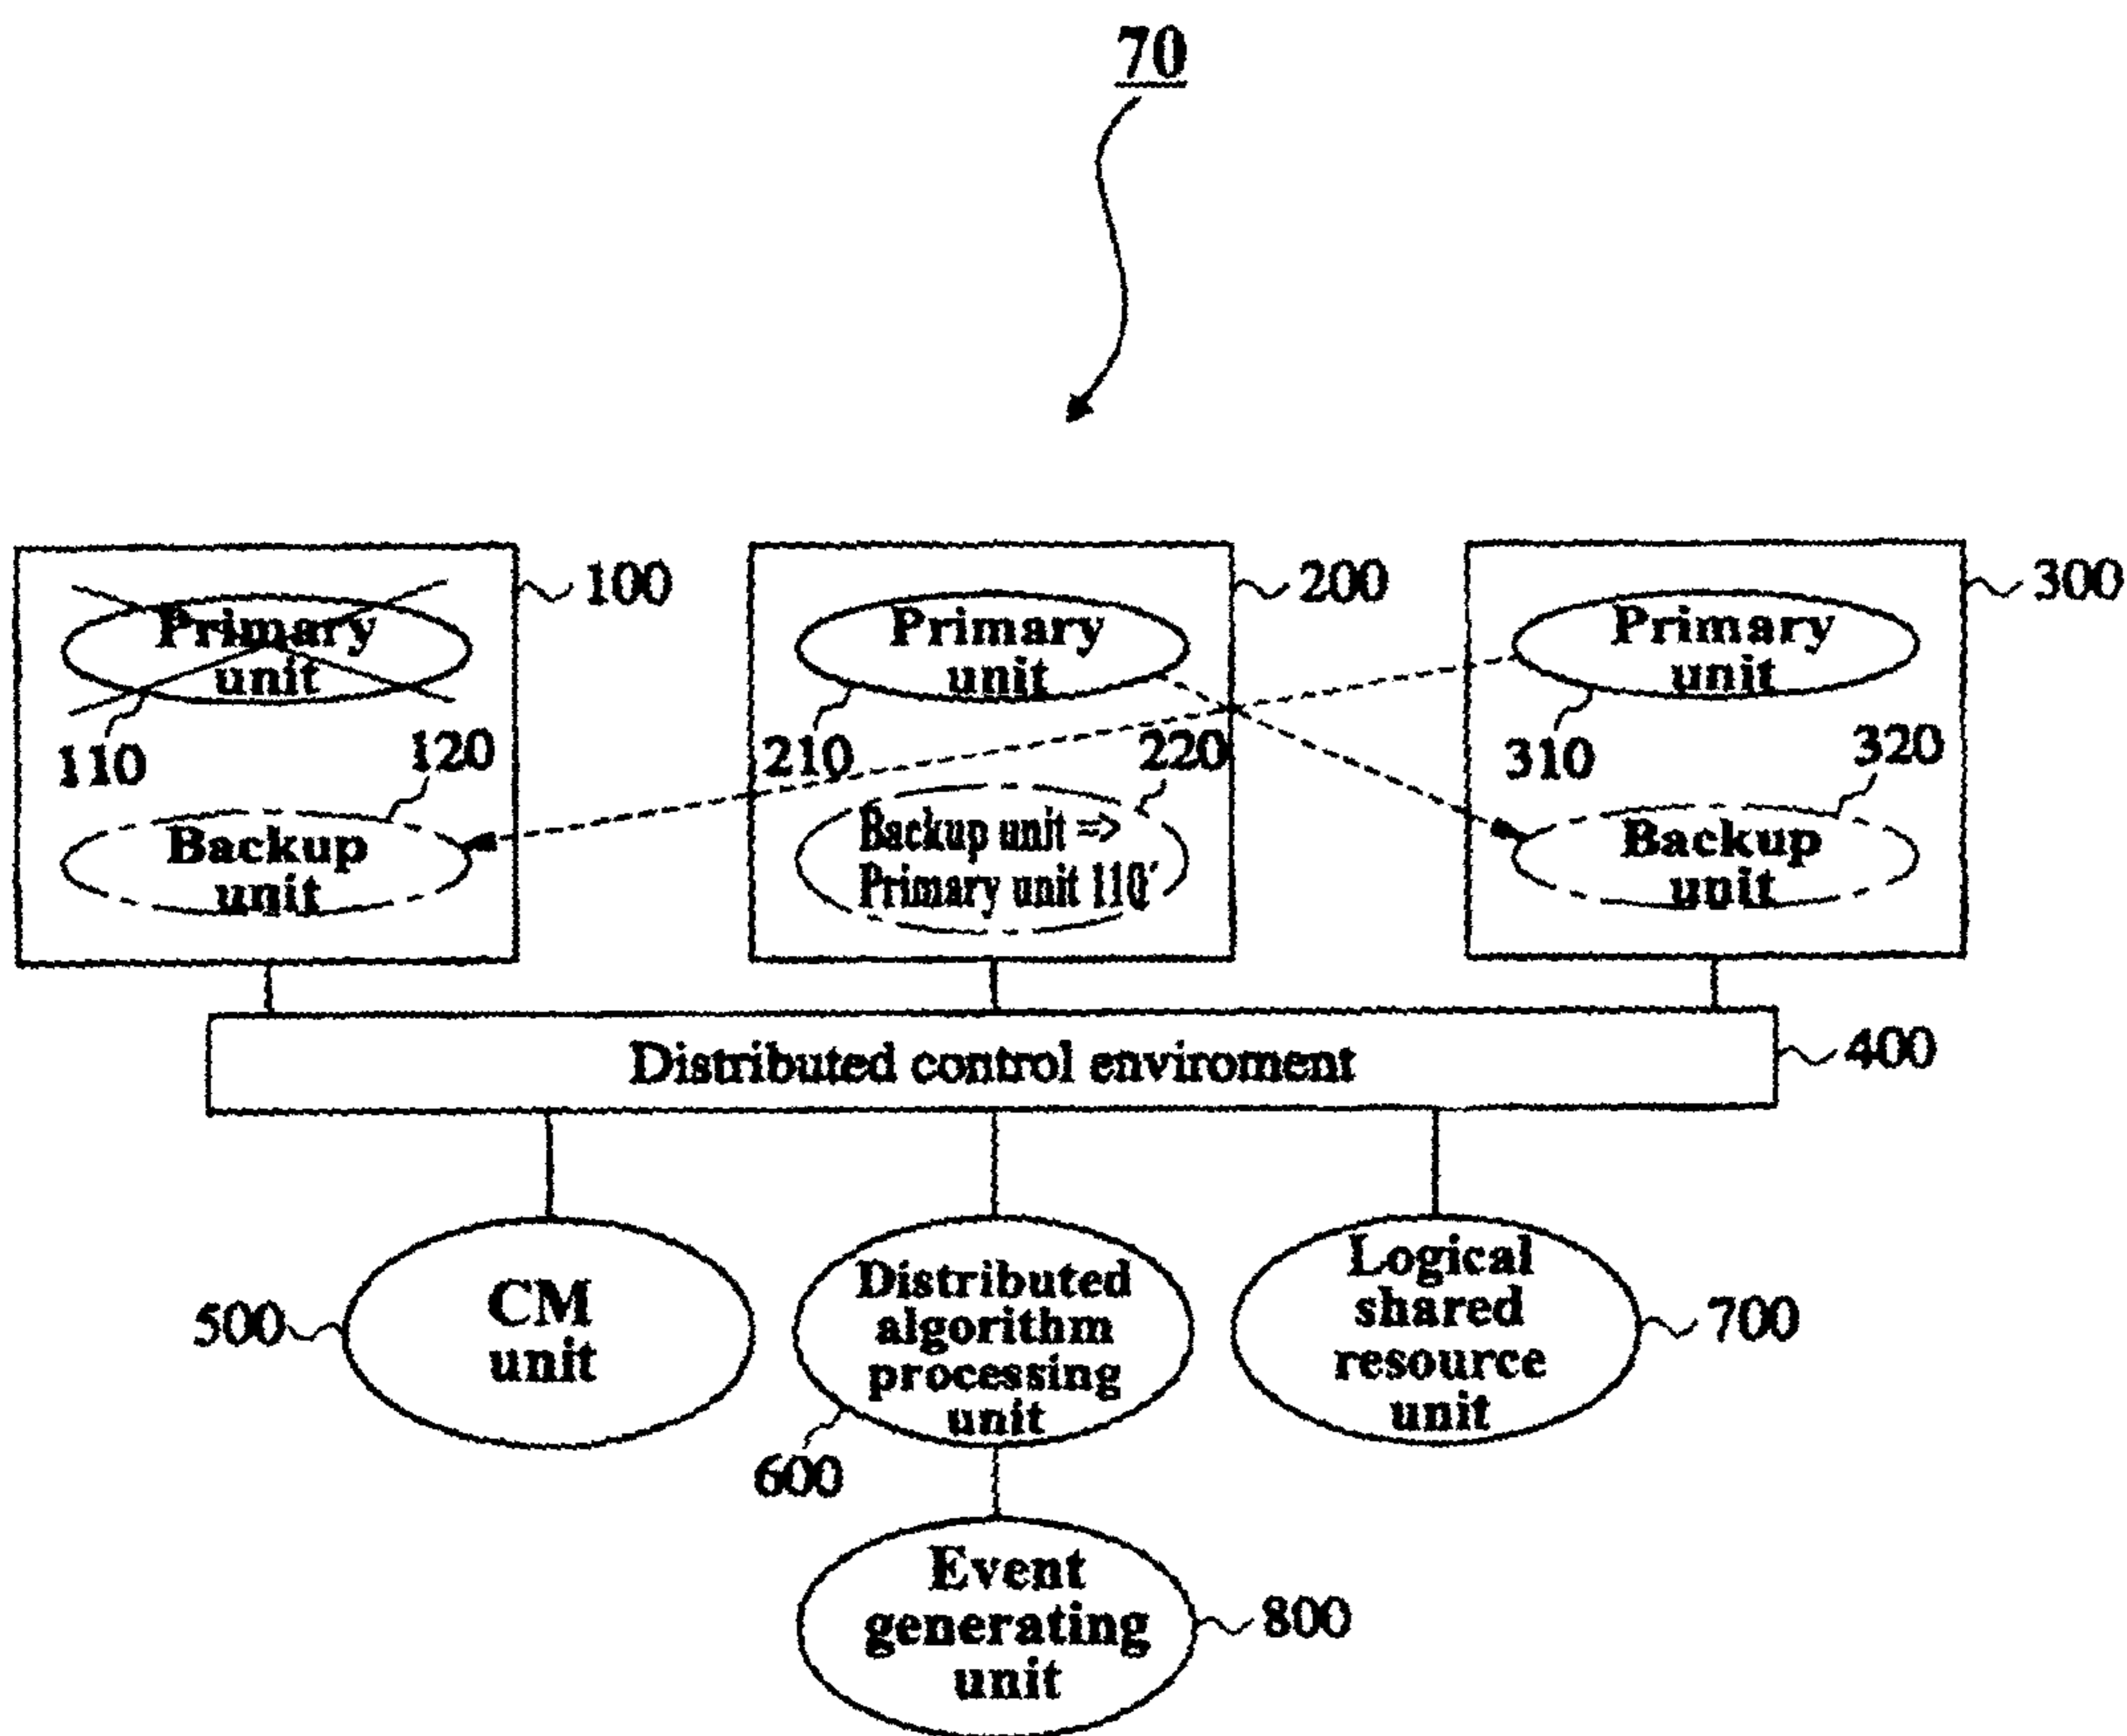 70
100
200
300
Primary
unit
Primary
unit
Primary
unit
110
120
210
220
310
320
Backup
unit
Backup unit =>
Primary unit 110′
Backup
unit
Distributed control enviroment
400
CM
unit
500
Distributed
algorithm
processing
unit
600
Logical
shared
resource
unit
700
Event
generating
unit
800